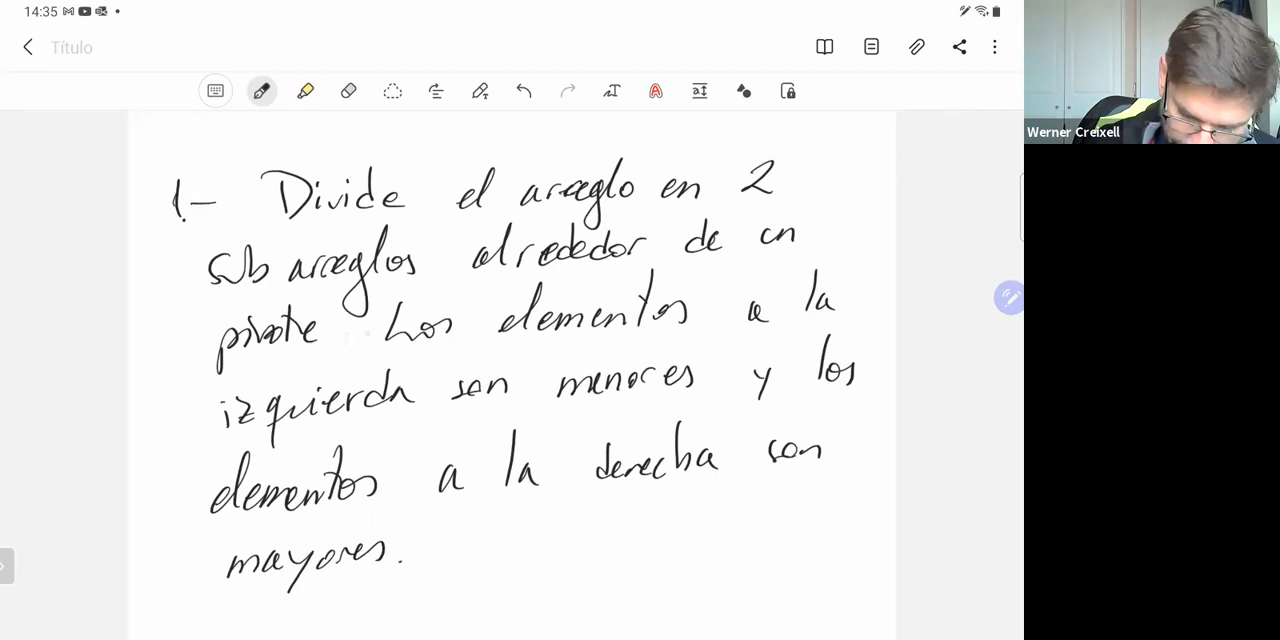 14:35
Título
Werner Creixell
1.- Divide el arreglo en 2
sub arreglos alrededor de un
pivote. Los elementos a la
izquierda son menores y los
elementos a la derecha son
mayores.